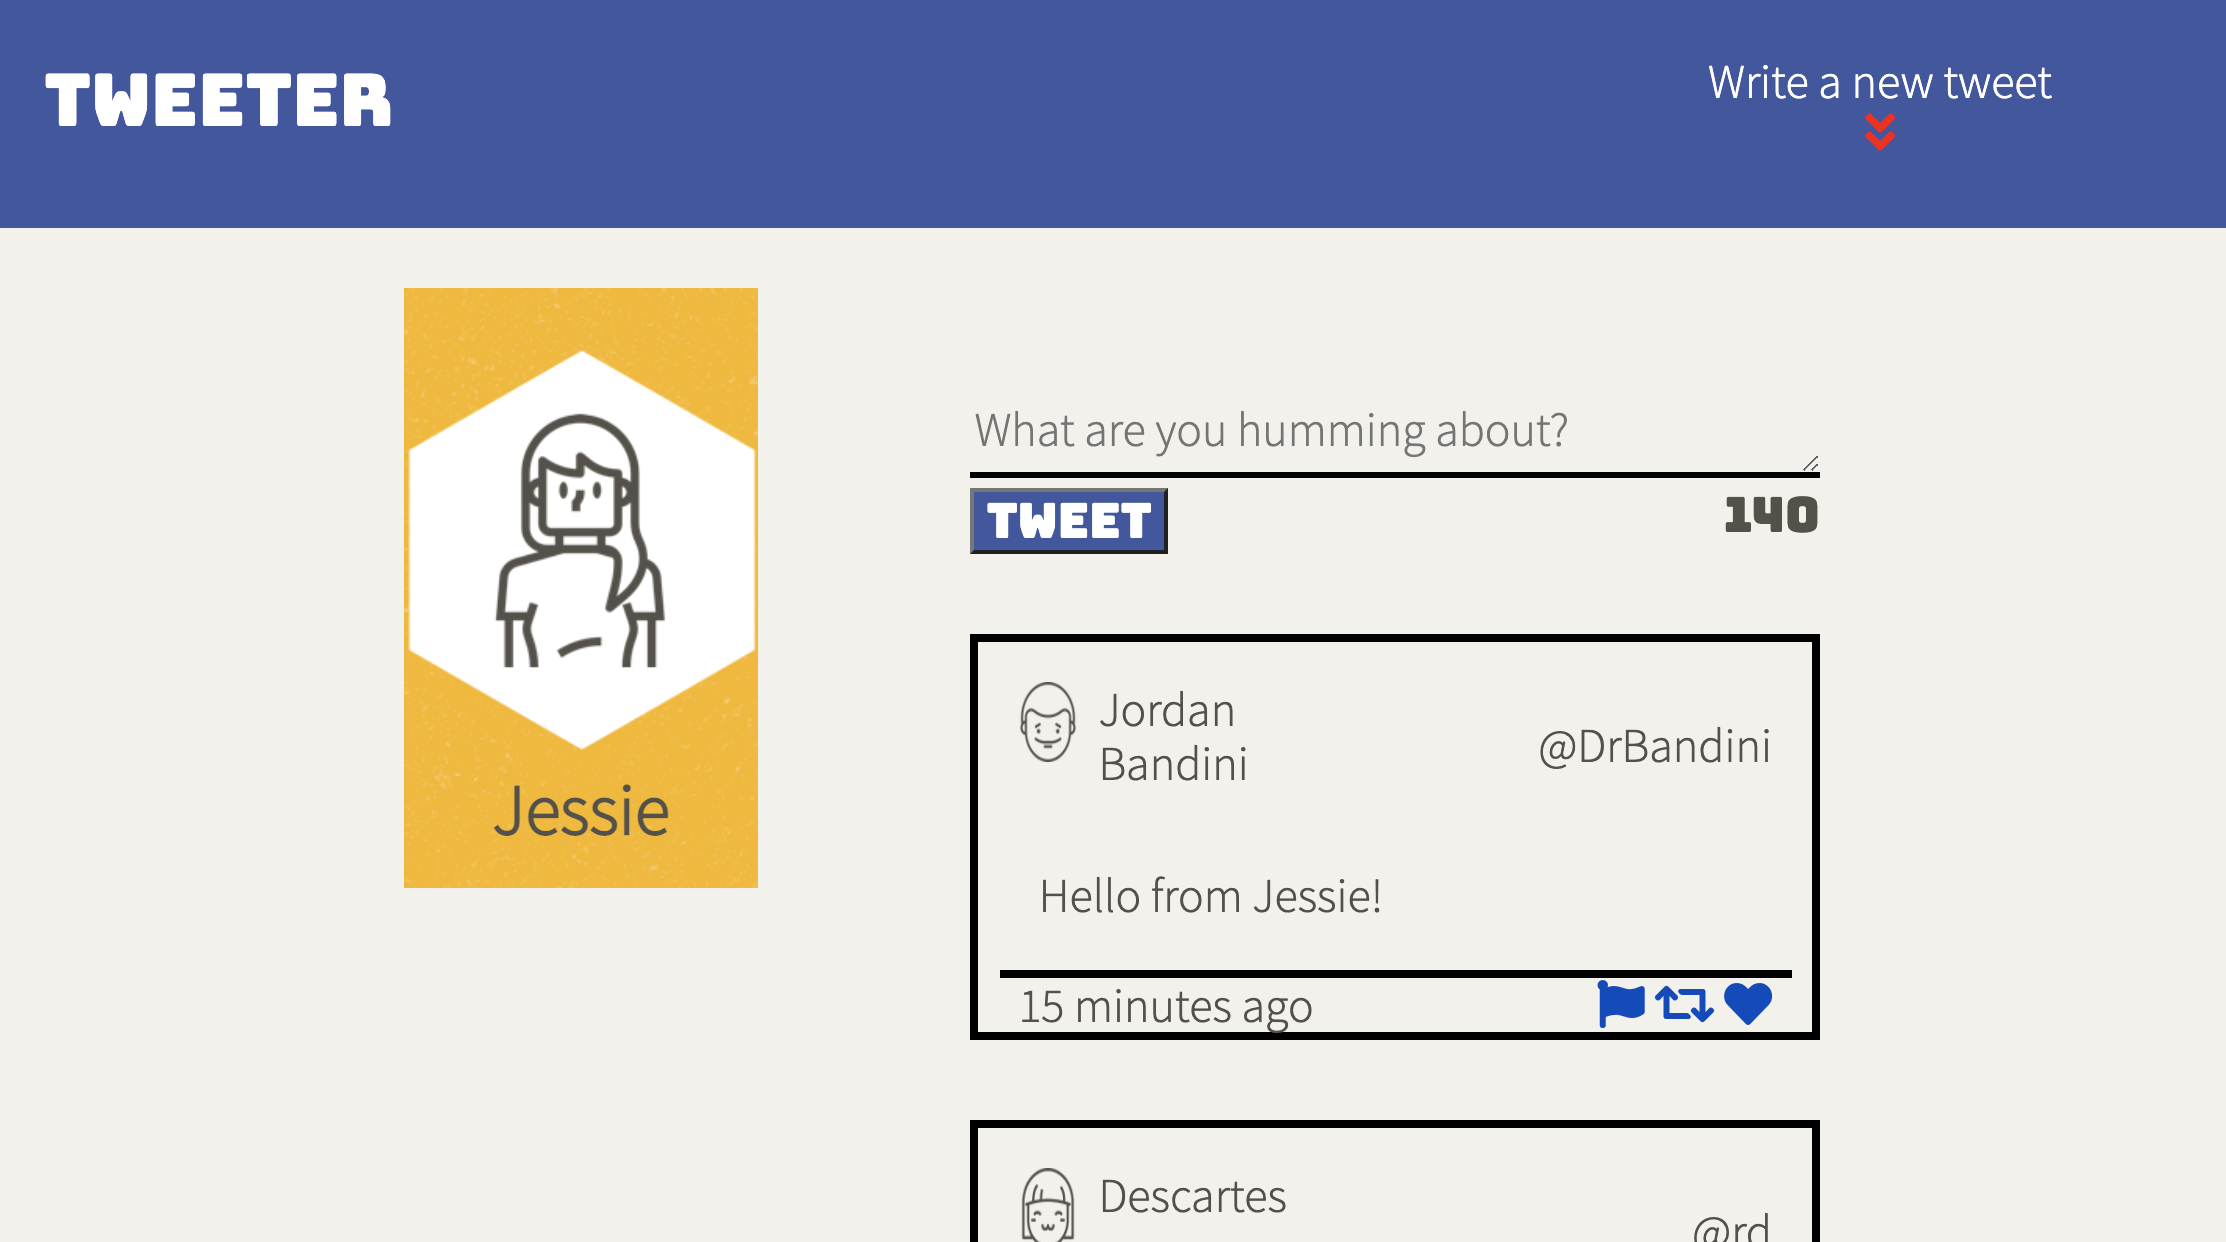 TWEETER
Write a new tweet
Jessie
What are you humming about?
TWEET
140
Jordan
Bandini
@DrBandini
Hello from Jessie!
15 minutes ago
Descartes
@rd